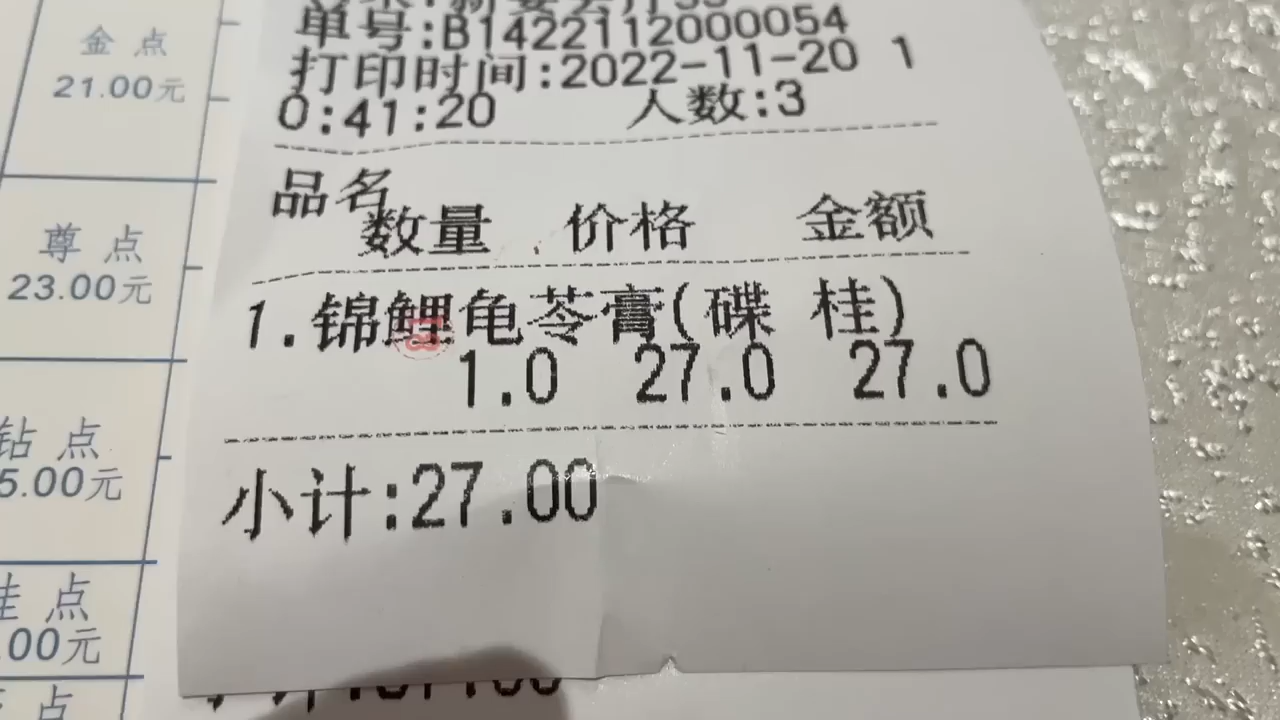 单号:B14221112000054
打印时间:2022-11-20 1
0:41:20 人数:3
品名
数量 价格 金额
1.锦鲤龟苓膏(碟 桂)
1.0 27.0 27.0
小计:27.00
金点
21.00元
尊点
23.00元
钻点
5.00元
点
.00元
点